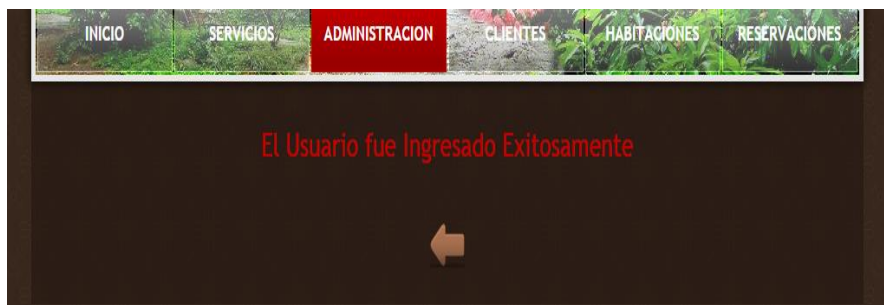 INICIO SERVICIOS ADMINISTRACION CLIENTES HABITACIONES RESERVACIONES
El Usuario fue Ingresado Exitosamente